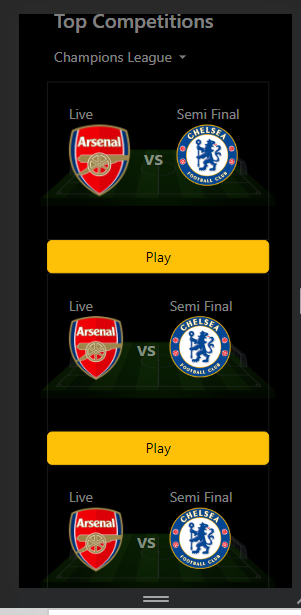 Top Competitions
Champions League
Live Semi Final
Arsenal VS CHELSEA FOOTBALL CLUB
Play
Live Semi Final
Arsenal VS CHELSEA FOOTBALL CLUB
Play
Live Semi Final
Arsenal VS CHELSEA FOOTBALL CLUB